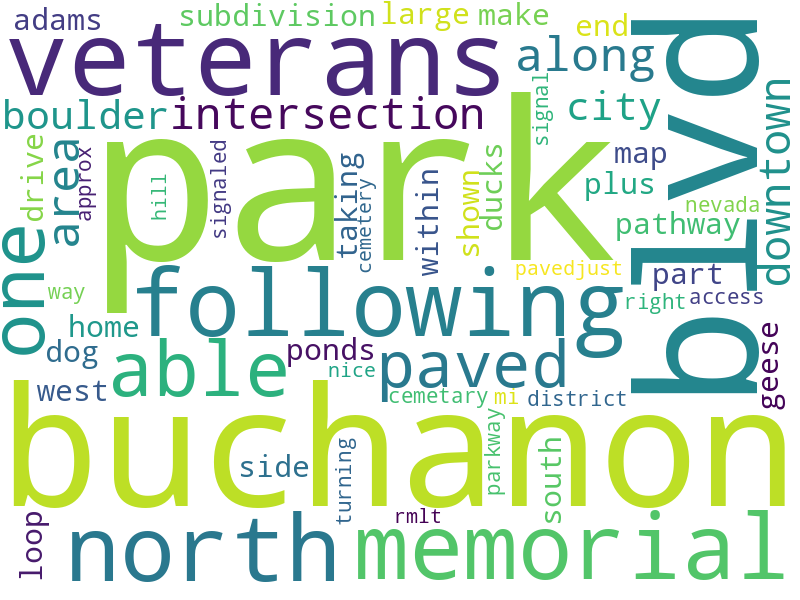 adams subdivision large make
veterans along end
boulder intersection city
blvd
downtown
park
signal
drive area approx hill signaled
taking cemetery within shown ducks
map
plus
nevada
pathway
one following
way
pavedjust
part
right access
home
dog able ponds
nice paved
geese
west
cemetary mi district
buchanon
side turning parkway south
loop north rmlt memorial